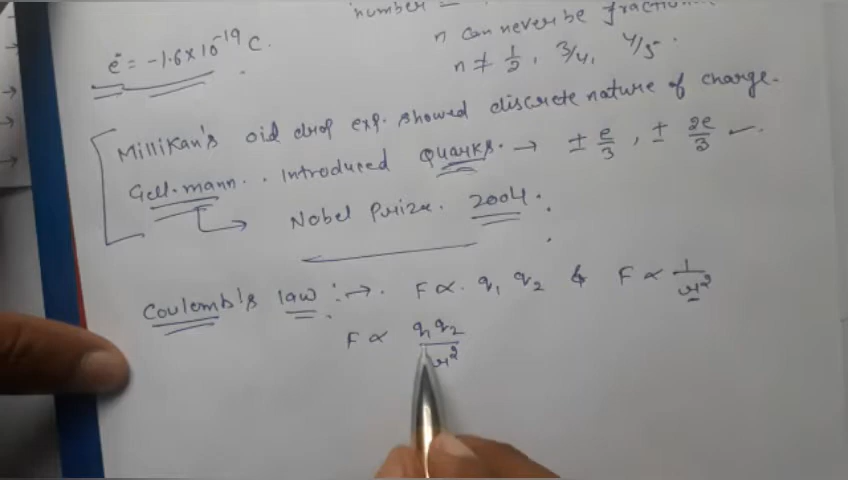 number =
n can never be fraction
e⁻ = -1.6 × 10⁻¹⁹ C.
n ≠ 1/2, 3/4, 4/5.
Millikan's oid drop exp. showed discrete nature of charge.
Gell-mann.. Introduced Quarks. → ± e/3, ± 2e/3
Nobel Prize. 2004.
Coulomb's law :→. F ∝. q₁ q₂ & F ∝ 1/r²
F ∝ q₁q₂/r²